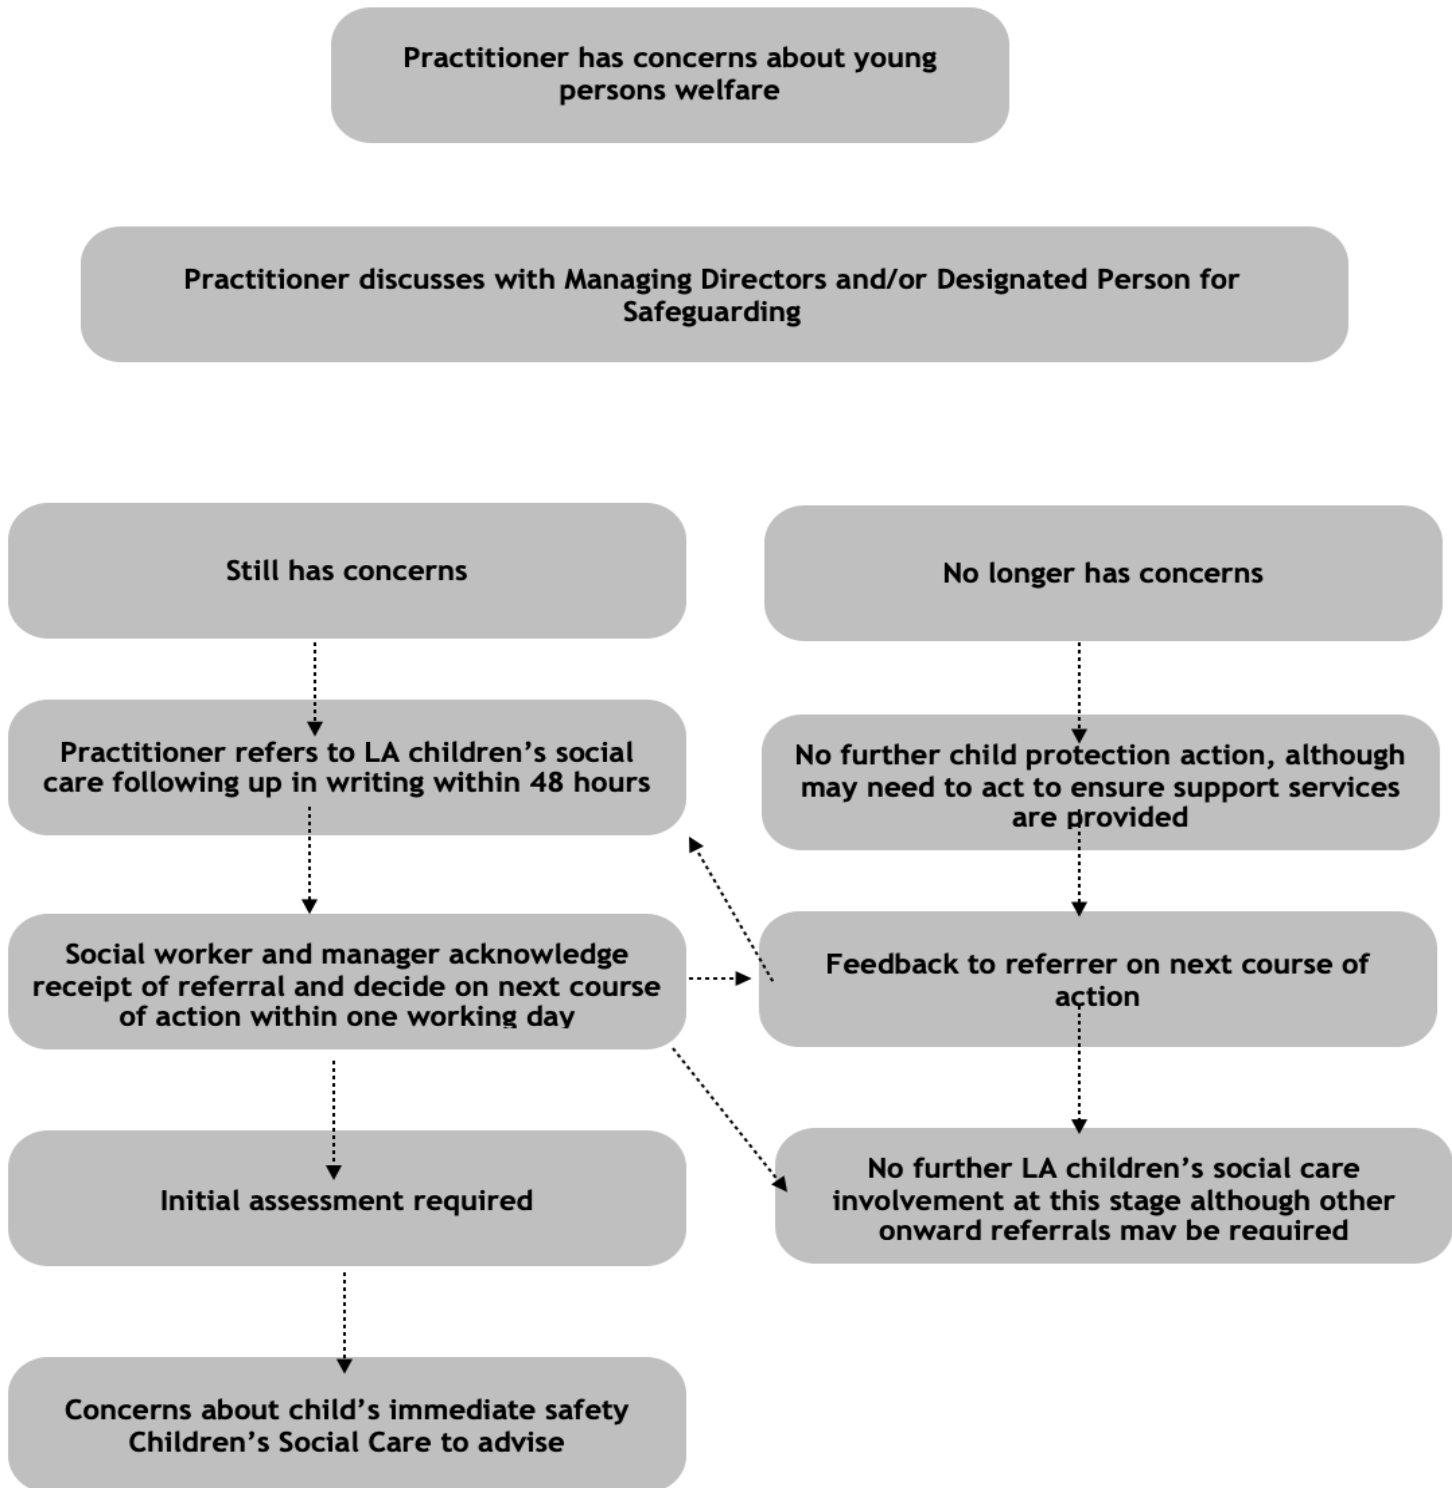 Practitioner has concerns about young
persons welfare
Practitioner discusses with Managing Directors and/or Designated Person for
Safeguarding
Still has concerns
No longer has concerns
Practitioner refers to LA children’s social
care following up in writing within 48 hours
No further child protection action, although
may need to act to ensure support services
are provided
Social worker and manager acknowledge
receipt of referral and decide on next course
of action within one working day
Feedback to referrer on next course of
action
Initial assessment required
No further LA children’s social care
involvement at this stage although other
onward referrals may be required
Concerns about child’s immediate safety
Children’s Social Care to advise